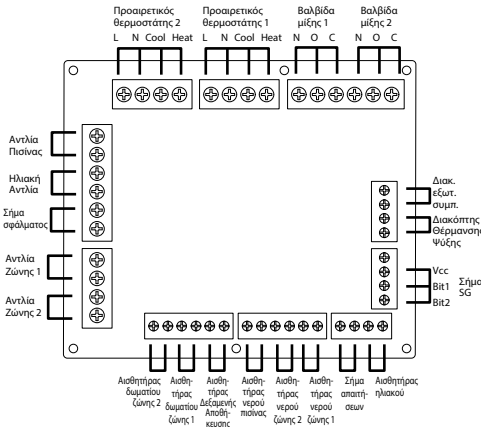 Προαιρετικός
θερμοστάτης 2
Προαιρετικός
θερμοστάτης 1
Βαλβίδα
μίξης 1
Βαλβίδα
μίξης 2
L N Cool Heat
L N Cool Heat
N O C
N O C
Αντλία
Πισίνας
Ηλιακή
Αντλία
Σήμα
σφάλματος
Αντλία
Ζώνης 1
Αντλία
Ζώνης 2
Διακ.
εξωτ.
συμπ.
Διακόπτης
Θέρμανσης
Ψύξης
Vcc
Bit1
Bit2
Σήμα
SG
Αισθητήρας
δωματίου
ζώνης 2
Αισθη-
τήρας
δωματίου
ζώνης 1
Αισθη-
τήρας
Δεξαμενής
Αποθή-
κευσης
Αισθη-
τήρας
νερού
πισίνας
Αισθη-
τήρας
νερού
ζώνης 2
Αισθη-
τήρας
νερού
ζώνης 1
Σήμα
απαιτή-
σεων
Αισθητήρας
ηλιακού